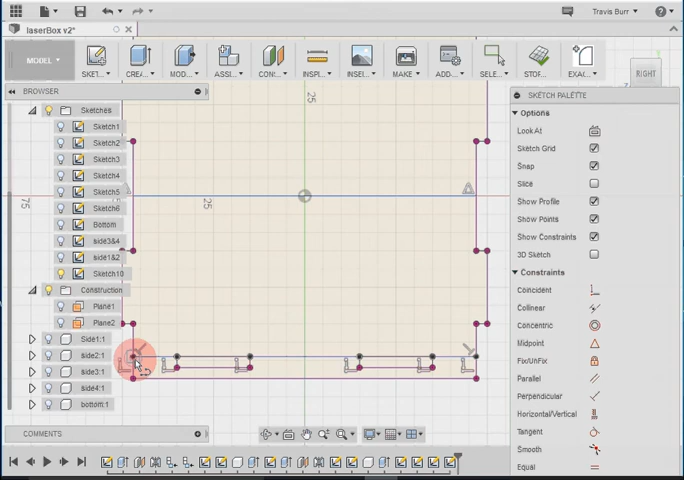 Travis Burr
laserBox v2*
MODEL
SKET...
CREA...
MOD...
ASSE...
CON...
INSPE...
INSE...
MAKE
ADD-...
SELE...
STOP...
EXAC...
RIGHT
BROWSER
SKETCH PALETTE
Sketches
Sketch1
Sketch2
Sketch3
Sketch4
Sketch5
Sketch6
Bottom
side3&4
side1&2
Sketch10
Construction
Plane1
Plane2
Side1:1
side2:1
side3:1
side4:1
bottom:1
25
75
25
Options
Look At
Sketch Grid
Snap
Slice
Show Profile
Show Points
Show Constraints
3D Sketch
Constraints
Coincident
Collinear
Concentric
Midpoint
Fix/UnFix
Parallel
Perpendicular
Horizontal/Vertical
Tangent
Smooth
Equal
COMMENTS